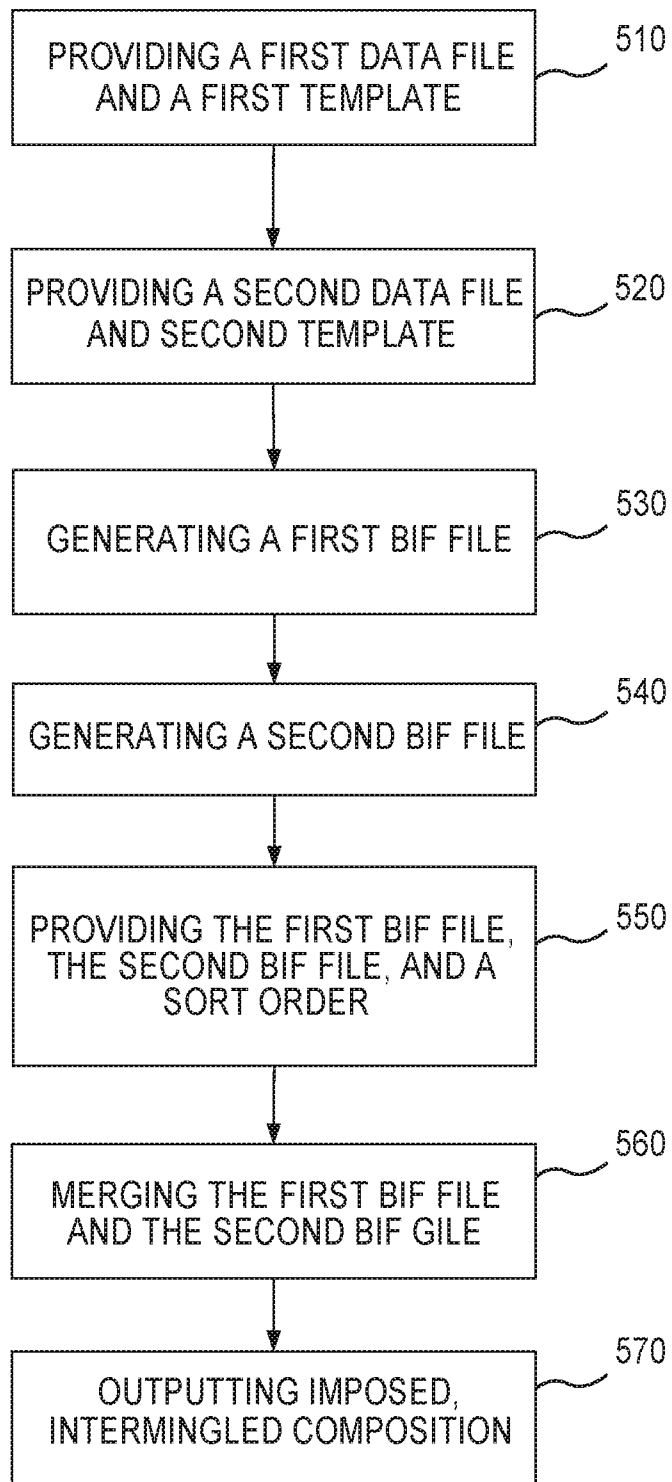 PROVIDING A FIRST DATA FILE
AND A FIRST TEMPLATE
510
PROVIDING A SECOND DATA FILE
AND SECOND TEMPLATE
520
GENERATING A FIRST BIF FILE
530
GENERATING A SECOND BIF FILE
540
PROVIDING THE FIRST BIF FILE,
THE SECOND BIF FILE, AND A
SORT ORDER
550
MERGING THE FIRST BIF FILE
AND THE SECOND BIF GILE
560
OUTPUTTING IMPOSED,
INTERMINGLED COMPOSITION
570